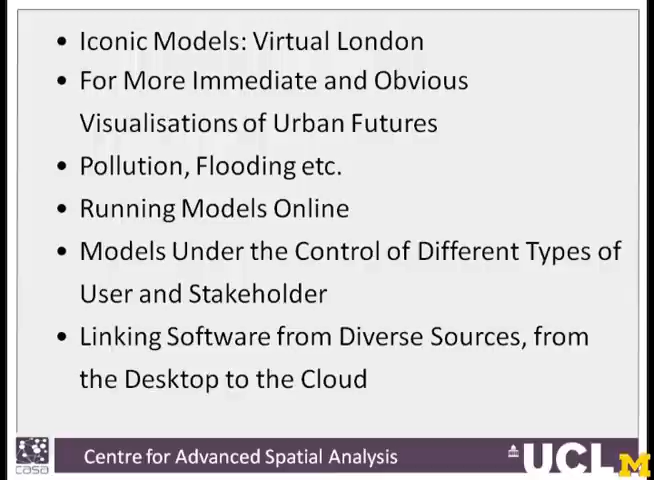 • Iconic Models: Virtual London
• For More Immediate and Obvious
Visualisations of Urban Futures
• Pollution, Flooding etc.
• Running Models Online
• Models Under the Control of Different Types of
User and Stakeholder
• Linking Software from Diverse Sources, from
the Desktop to the Cloud
casa Centre for Advanced Spatial Analysis UCL M